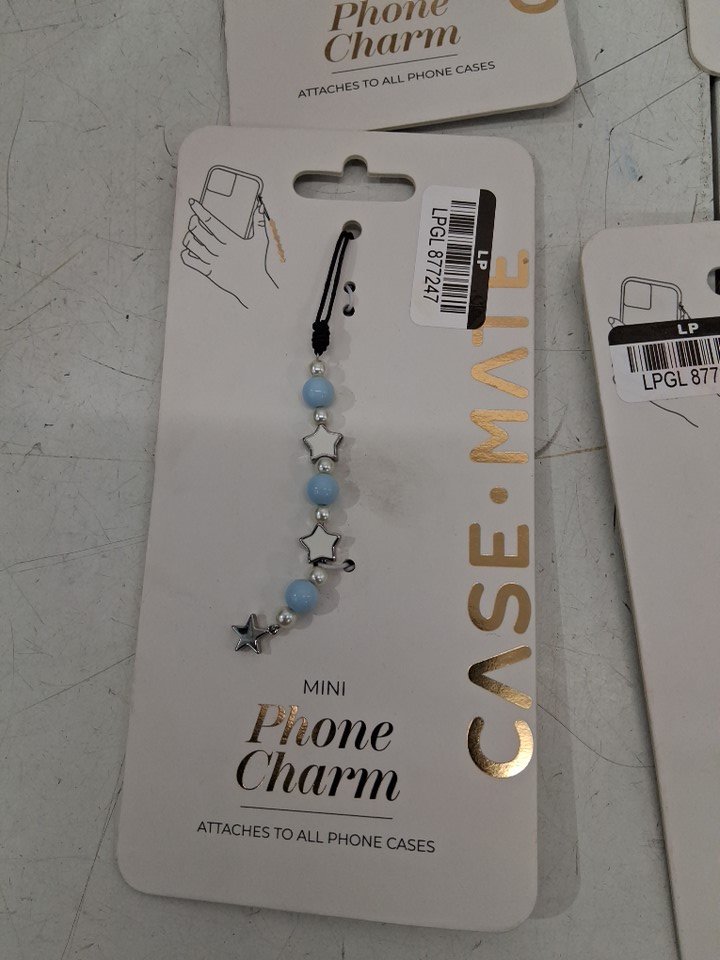 Phone
Charm
ATTACHES TO ALL PHONE CASES
LP
LPGL 877247
CASE·MATE
MINI
Phone
Charm
ATTACHES TO ALL PHONE CASES
LP
LPGL 877